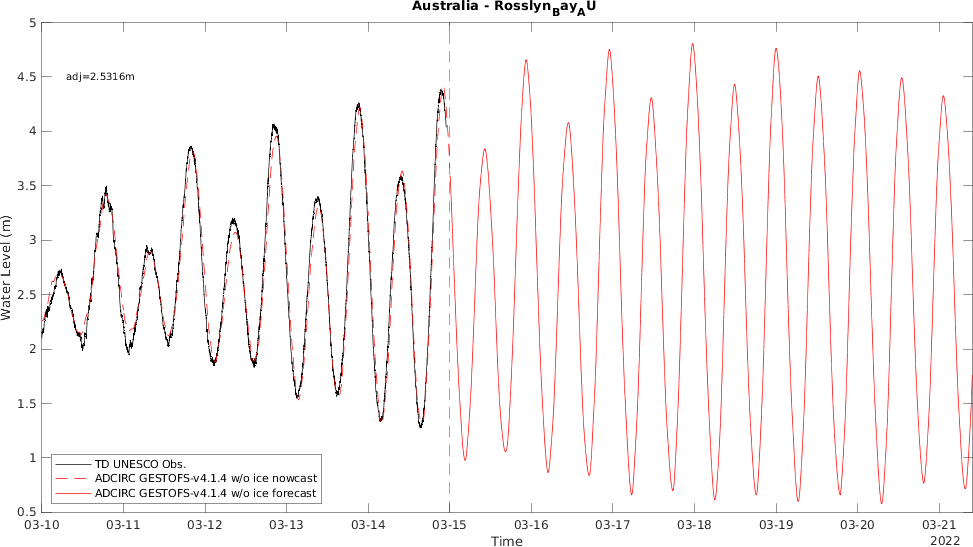 Australia - Rosslyn_Bay_AU
5
4.5
4
3.5
3
2.5
2
1.5
1
0.5
Water Level (m)
adj=2.5316m
TD UNESCO Obs.
ADCIRC GESTOFS-v4.1.4 w/o ice nowcast
ADCIRC GESTOFS-v4.1.4 w/o ice forecast
03-10 03-11 03-12 03-13 03-14 03-15 03-16 03-17 03-18 03-19 03-20 03-21
2022
Time